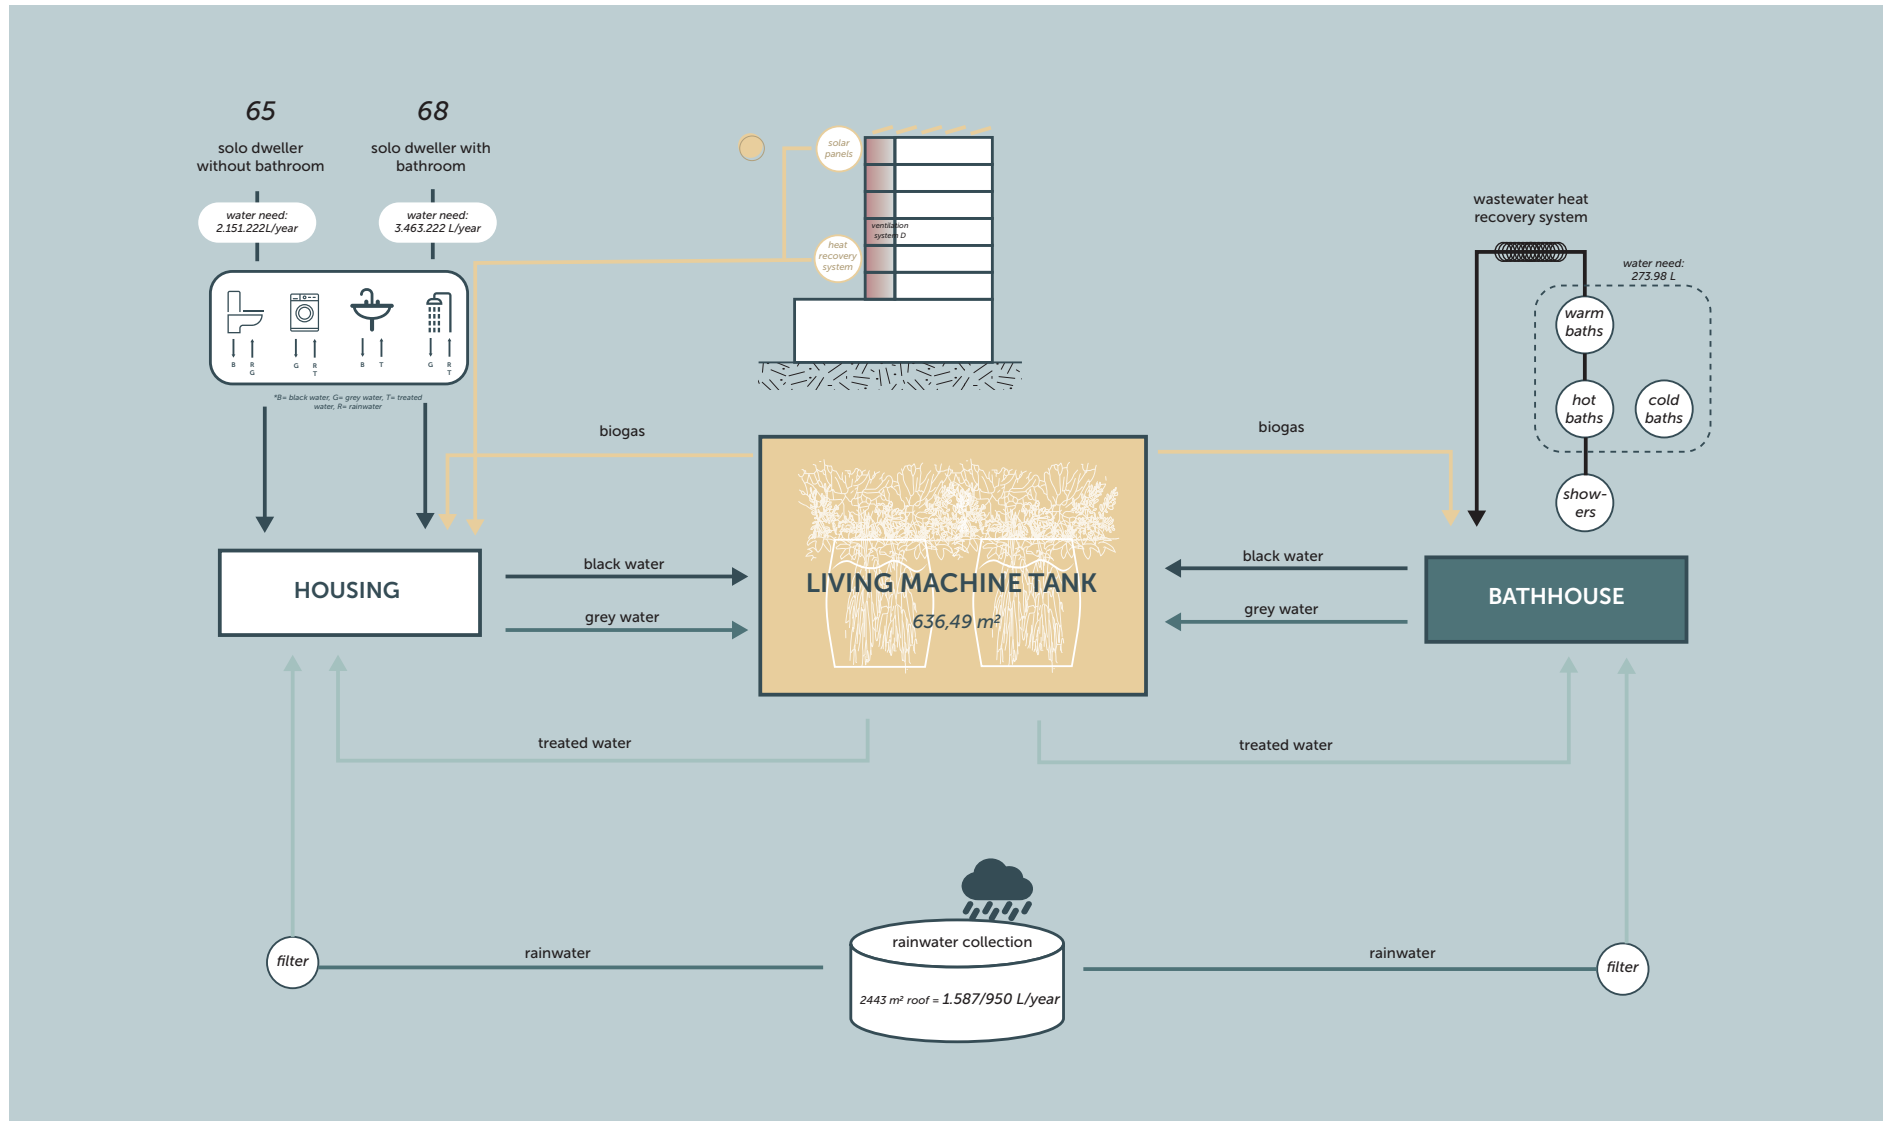 65
solo dweller
without bathroom
water need:
2.151.222L/year
68
solo dweller with
bathroom
water need:
3.463.222 L/year
B
R
G
G
R
T
B
T
G
R
T
*B= black water, G= grey water, T= treated
water, R= rainwater
solar
panels
ventilation
system D
heat
recovery
system
wastewater heat
recovery system
water need:
273.98 L
warm
baths
hot
baths
cold
baths
show-
ers
biogas
biogas
HOUSING
black water
grey water
LIVING MACHINE TANK
636,49 m²
black water
grey water
BATHHOUSE
treated water
treated water
filter
rainwater
rainwater collection
2443 m² roof = 1.587/950 L/year
rainwater
filter